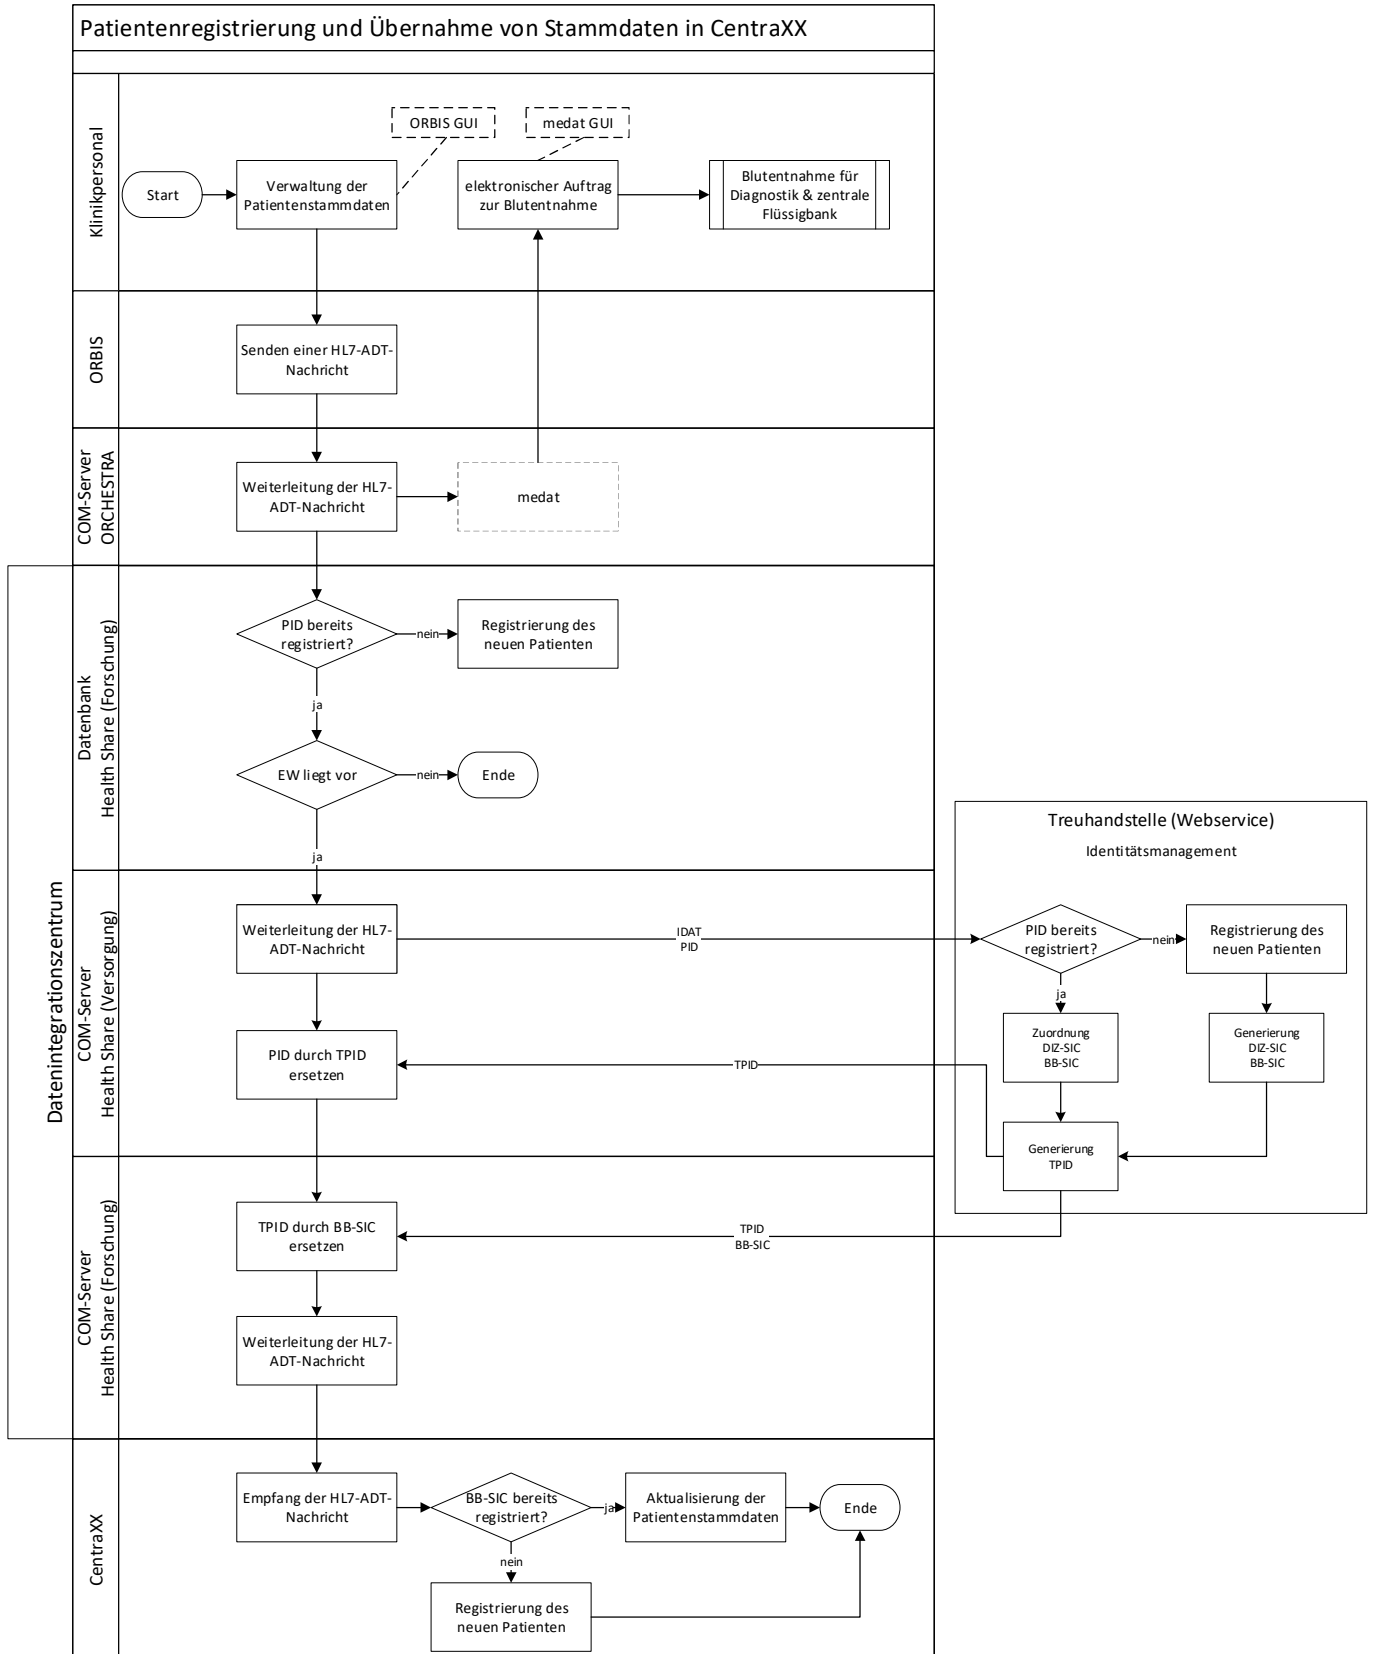 Patientenregistrierung und Übernahme von Stammdaten in CentraXX
Klinikpersonal
ORBIS GUI
medat GUI
Start
Verwaltung der
Patientenstammdaten
elektronischer Auftrag
zur Blutentnahme
Blutentnahme für
Diagnostik & zentrale
Flüssigbank
ORBIS
Senden einer HL7-ADT-
Nachricht
COM-Server
ORCHESTRA
Weiterleitung der HL7-
ADT-Nachricht
medat
Datenintegrationszentrum
Datenbank
Health Share (Forschung)
PID bereits
registriert?
nein
Registrierung des
neuen Patienten
ja
EW liegt vor
nein
Ende
ja
COM-Server
Health Share (Versorgung)
Weiterleitung der HL7-
ADT-Nachricht
IDAT
PID
PID durch TPID
ersetzen
TPID
Treuhandstelle (Webservice)
Identitätsmanagement
PID bereits
registriert?
nein
Registrierung des
neuen Patienten
ja
Zuordnung
DIZ-SIC
BB-SIC
Generierung
DIZ-SIC
BB-SIC
Generierung
TPID
COM-Server
Health Share (Forschung)
TPID durch BB-SIC
ersetzen
TPID
BB-SIC
Weiterleitung der HL7-
ADT-Nachricht
CentraXX
Empfang der HL7-ADT-
Nachricht
BB-SIC bereits
registriert?
ja
Aktualisierung der
Patientenstammdaten
Ende
nein
Registrierung des
neuen Patienten